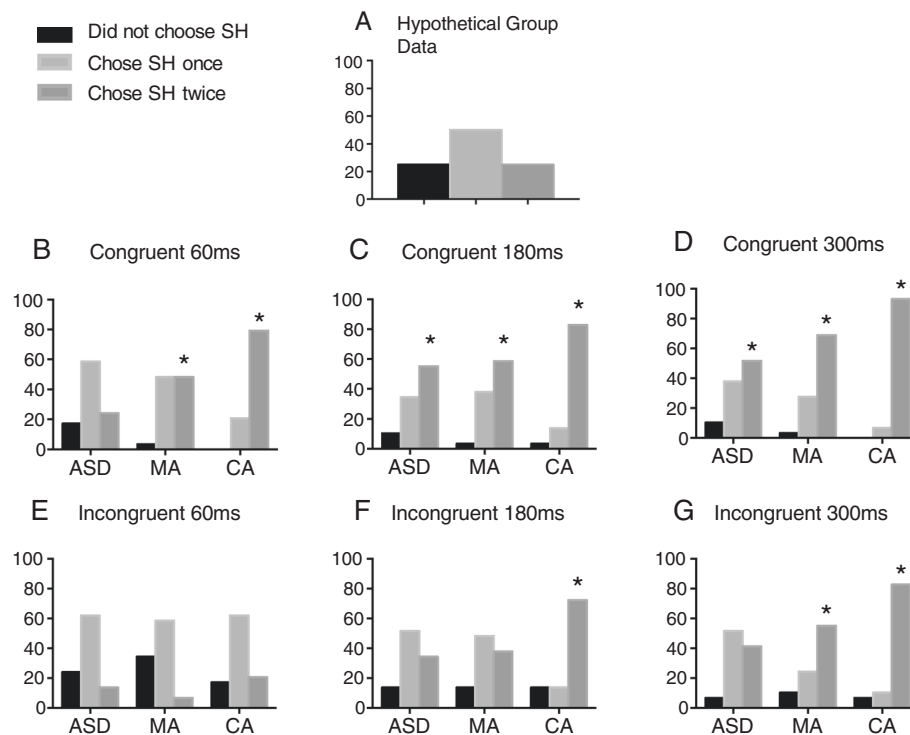 Did not choose SH
Chose SH once
Chose SH twice
A Hypothetical Group
Data
100
80
60
40
20
0
B Congruent 60ms
100
80
60
40
20
0
* *
ASD MA CA
C Congruent 180ms
100
80
60
40
20
0
* * *
ASD MA CA
D Congruent 300ms
100
80
60
40
20
0
* * *
ASD MA CA
E Incongruent 60ms
100
80
60
40
20
0
ASD MA CA
F Incongruent 180ms
100
80
60
40
20
0
*
ASD MA CA
G Incongruent 300ms
100
80
60
40
20
0
* *
ASD MA CA